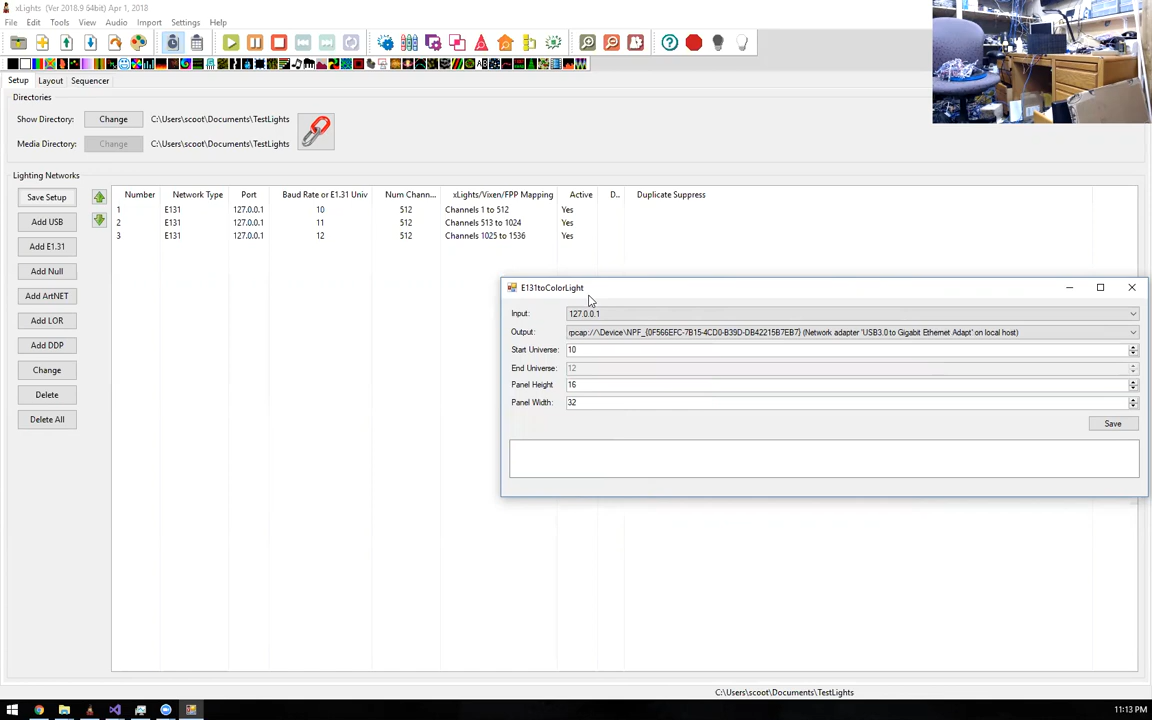 xLights (Ver 2018.9 64bit) Apr 1, 2018
File Edit Tools View Audio Import Settings Help
Setup Layout Sequencer
Directories
Show Directory: Change C:\Users\scoot\Documents\TestLights
Media Directory: Change C:\Users\scoot\Documents\TestLights
Lighting Networks
Save Setup
Add USB
Add E1.31
Add Null
Add ArtNET
Add LOR
Add DDP
Change
Delete
Delete All
Number Network Type Port Baud Rate or E1.31 Univ Num Chann... xLights/Vixen/FPP Mapping Active D.. Duplicate Suppress
1 E131 127.0.0.1 10 512 Channels 1 to 512 Yes
2 E131 127.0.0.1 11 512 Channels 513 to 1024 Yes
3 E131 127.0.0.1 12 512 Channels 1025 to 1536 Yes
E131toColorLight
Input: 127.0.0.1
Output: rpcap://\Device\NPF_{0F566EFC-7B15-4CD0-B39D-DB42215B7EB7} (Network adapter 'USB3.0 to Gigabit Ethernet Adapt' on local host)
Start Universe: 10
End Universe: 12
Panel Height 16
Panel Width: 32
Save
C:\Users\scoot\Documents\TestLights
11:13 PM